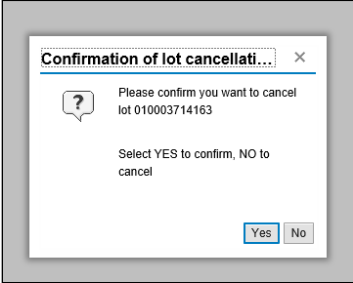 Confirmation of lot cancellati...
Please confirm you want to cancel
lot 010003714163
Select YES to confirm, NO to
cancel
Yes No